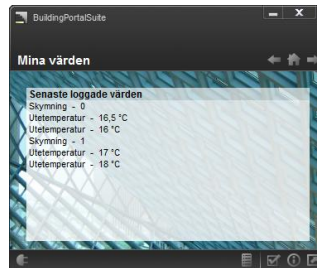 BuildingPortalSuite
Mina värden
Senaste loggade värden
Skymning - 0
Utetemperatur - 16,5 °C
Utetemperatur - 16 °C
Skymning - 1
Utetemperatur - 17 °C
Utetemperatur - 18 °C